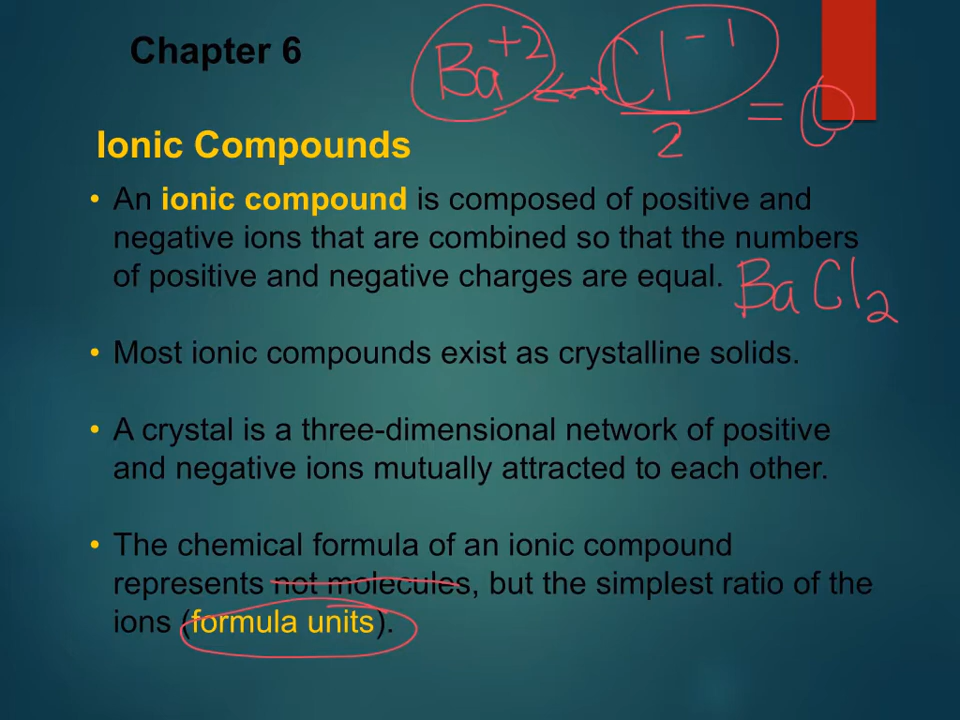 Chapter 6
Ba+2 Cl-1 = 0
2
Ionic Compounds
• An ionic compound is composed of positive and
negative ions that are combined so that the numbers
of positive and negative charges are equal.
BaCl2
• Most ionic compounds exist as crystalline solids.
• A crystal is a three-dimensional network of positive
and negative ions mutually attracted to each other.
• The chemical formula of an ionic compound
represents not molecules, but the simplest ratio of the
ions (formula units).